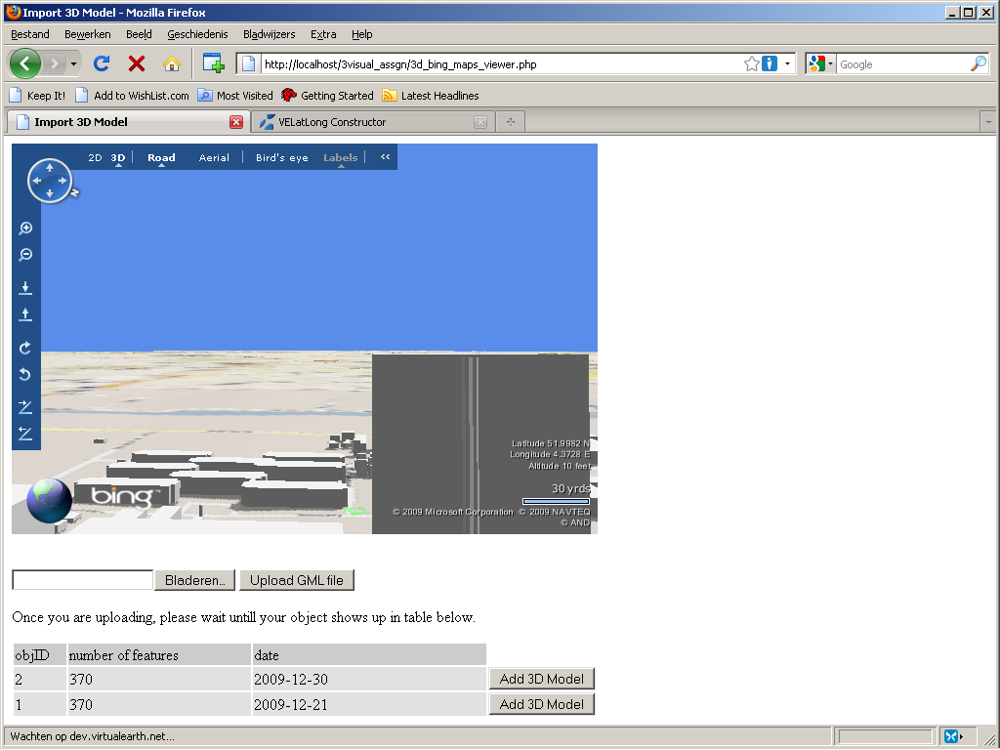 Import 3D Model - Mozilla Firefox
Bestand Bewerken Beeld Geschiedenis Bladwijzers Extra Help
http://localhost/3visual_assgn/3d_bing_maps_viewer.php
Google
Keep It! Add to WishList.com Most Visited Getting Started Latest Headlines
Import 3D Model
VELatLong Constructor
2D 3D Road Aerial Bird's eye Labels <<
N
Latitude 51.9982 N
Longitude 4.3728 E
Altitude 10 feet
30 yrds
bing™
© 2009 Microsoft Corporation © 2009 NAVTEQ
© AND
Bladeren... Upload GML file
Once you are uploading, please wait untill your object shows up in table below.
objID number of features date
2 370 2009-12-30 Add 3D Model
1 370 2009-12-21 Add 3D Model
Wachten op dev.virtualearth.net...